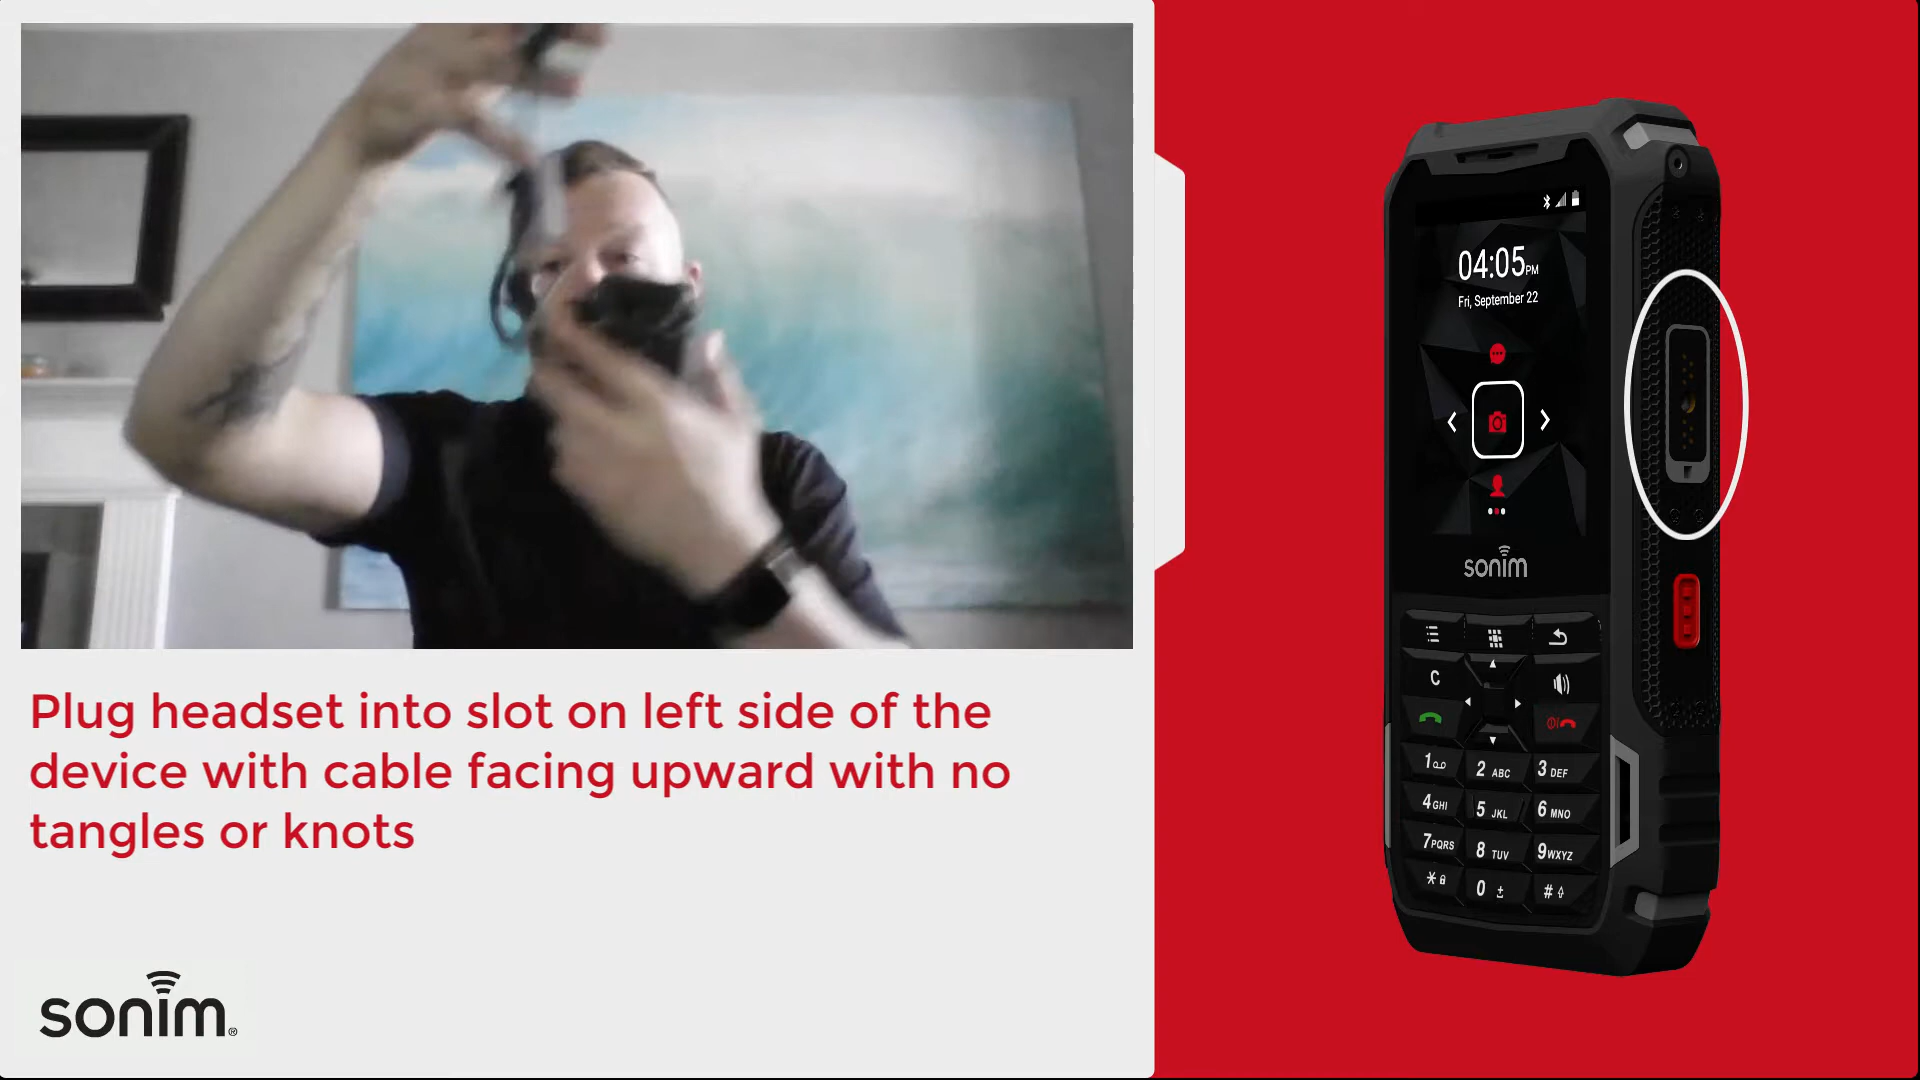 Plug headset into slot on left side of the
device with cable facing upward with no
tangles or knots
sonim®
04:05PM
Fri, September 22
sonim
C
1 2 ABC 3 DEF
4 GHI 5 JKL 6 MNO
7 PQRS 8 TUV 9 WXYZ
* 0 ± #